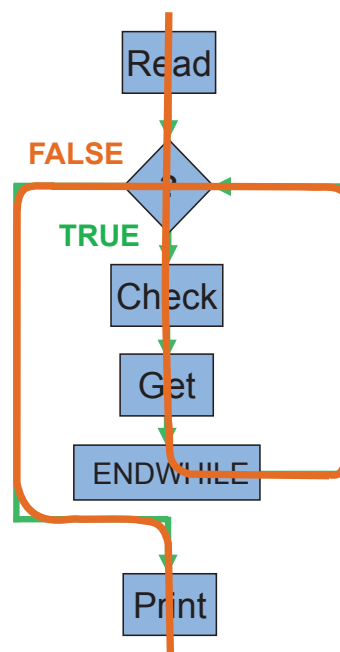 Read
FALSE
?
TRUE
Check
Get
ENDWHILE
Print